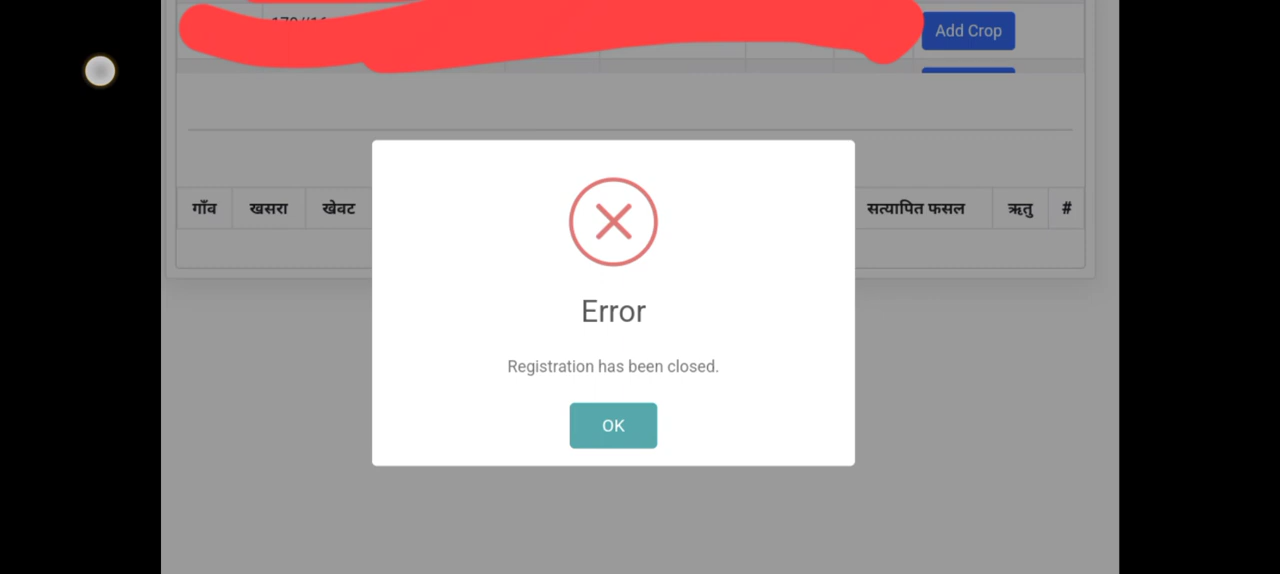 Add Crop
गाँव खसरा खेवट सत्यापित फसल ऋतु #
Error
Registration has been closed.
OK